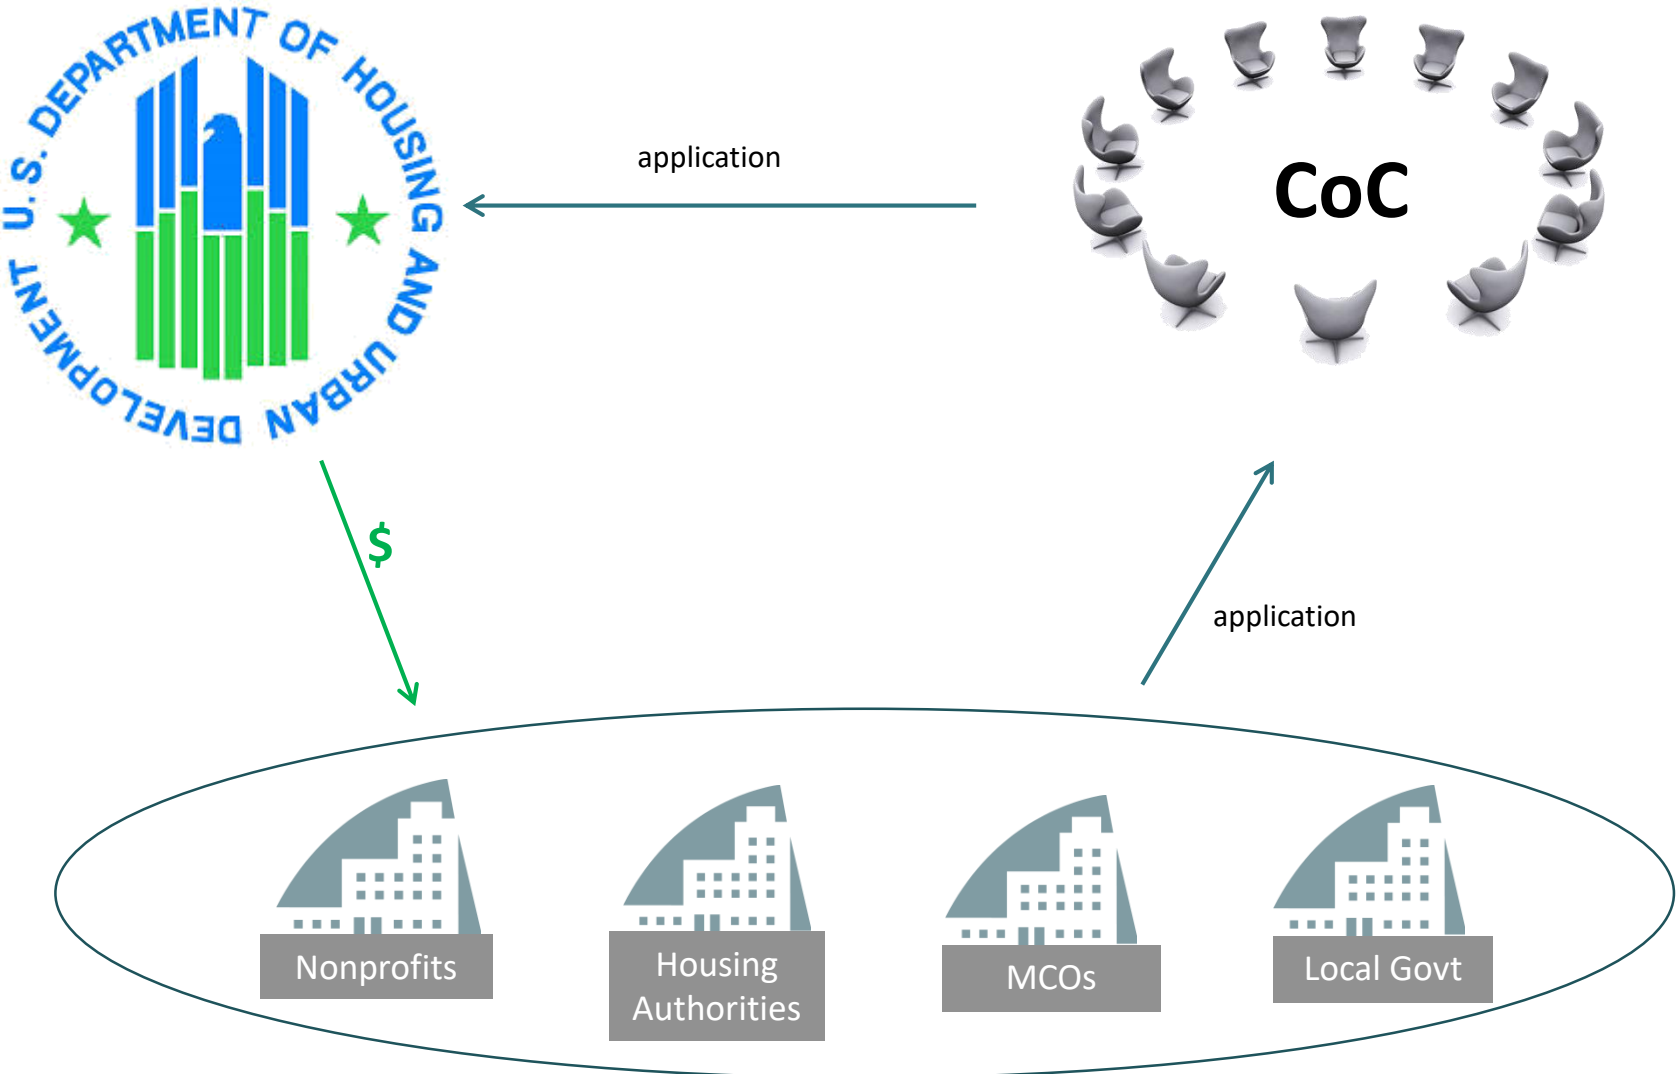 U.S. DEPARTMENT OF HOUSING AND URBAN DEVELOPMENT
application
CoC
$
application
Nonprofits
Housing
Authorities
MCOs
Local Govt